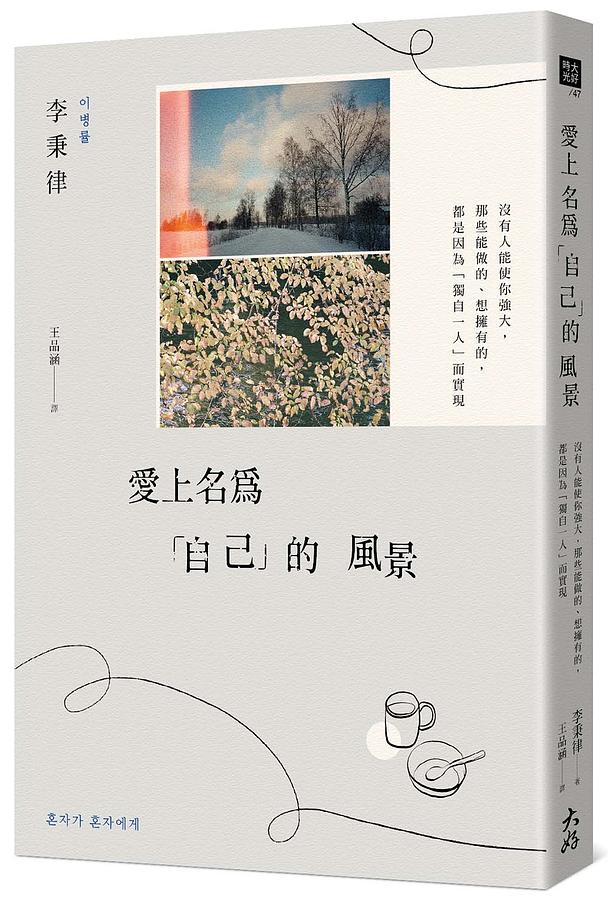 이병률
李秉律
王品涵——譯
沒有人能使你強大，
那些能做的、想擁有的，
都是因為「獨自一人」而實現
愛上名為
「自己」的 風景
혼자가 혼자에게
大好時光
/47
愛上名為「自己」的風景
沒有人能使你強大，那些能做的、想擁有的，
都是因為「獨自一人」而實現
李秉律——著
王品涵——譯
大好